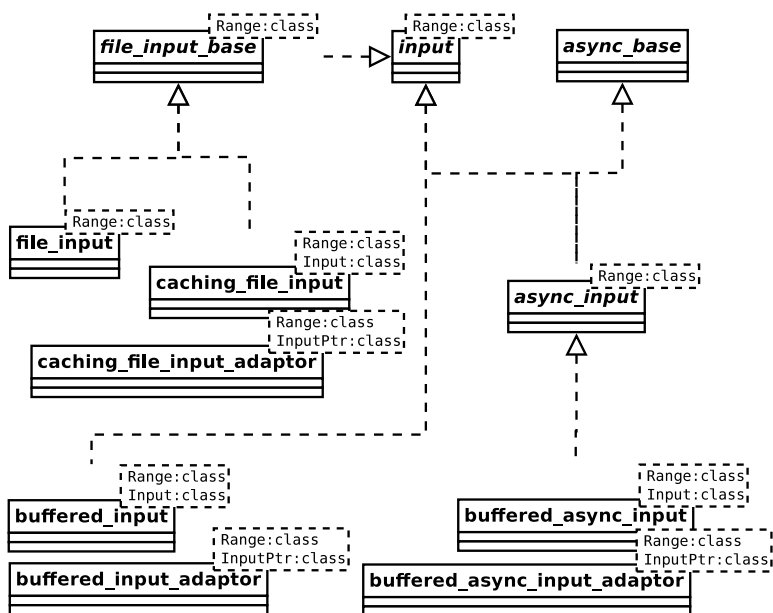 Range:class
file_input_base
Range:class
input
async_base
Range:class
file_input
Range:class
Input:class
caching_file_input
Range:class
InputPtr:class
caching_file_input_adaptor
Range:class
async_input
Range:class
Input:class
buffered_input
Range:class
InputPtr:class
buffered_input_adaptor
Range:class
Input:class
buffered_async_input
Range:class
InputPtr:class
buffered_async_input_adaptor